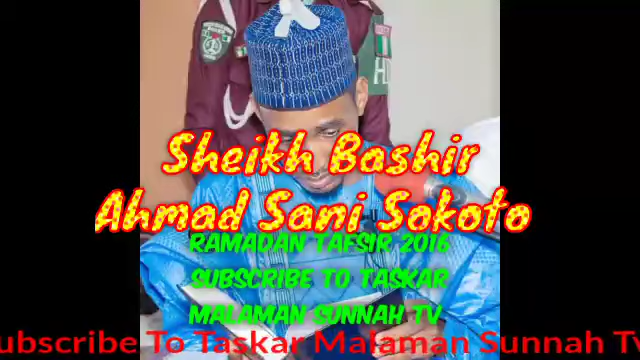 Sheikh Bashir
Ahmad Sani Sokoto
RAMADAN TAFSIR 2016
SUBSCRIBE TO TASKAR
MALAMAN SUNNAH TV
ubscribe To Taskar Malaman Sunnah Tv